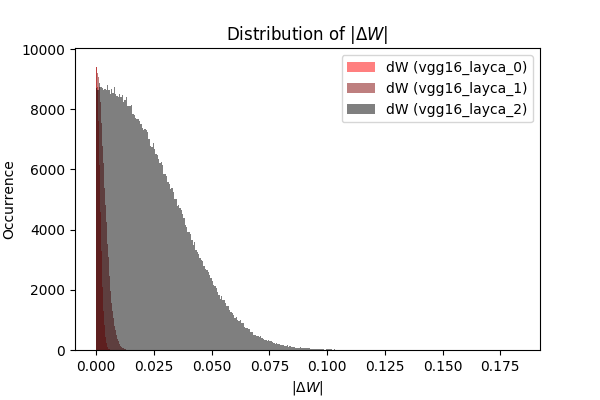 Distribution of |ΔW|
10000
8000
6000
4000
2000
0
Occurrence
dW (vgg16_layca_0)
dW (vgg16_layca_1)
dW (vgg16_layca_2)
0.000 0.025 0.050 0.075 0.100 0.125 0.150 0.175
|ΔW|